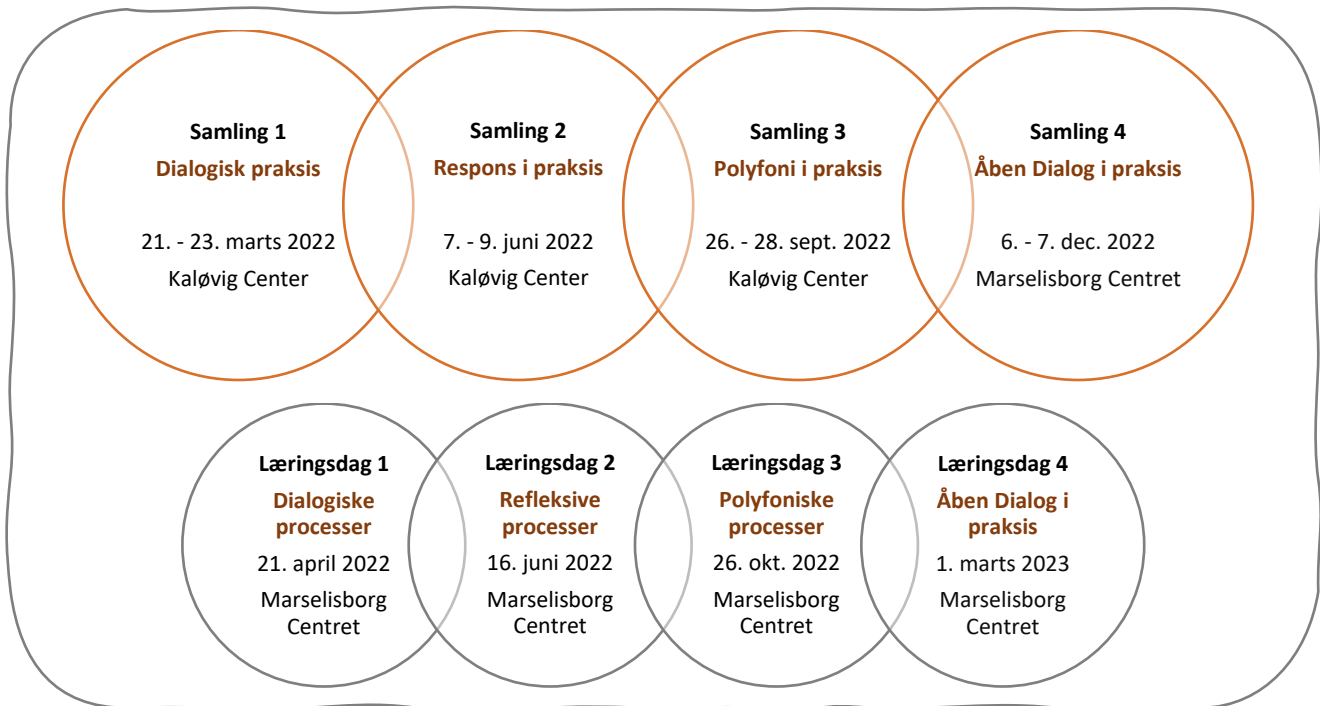 Samling 1
Dialogisk praksis
21. - 23. marts 2022
Kaløvig Center
Samling 2
Respons i praksis
7. - 9. juni 2022
Kaløvig Center
Samling 3
Polyfoni i praksis
26. - 28. sept. 2022
Kaløvig Center
Samling 4
Åben Dialog i praksis
6. - 7. dec. 2022
Marselisborg Centret
Læringsdag 1
Dialogiske
processer
21. april 2022
Marselisborg
Centret
Læringsdag 2
Refleksive
processer
16. juni 2022
Marselisborg
Centret
Læringsdag 3
Polyfoniske
processer
26. okt. 2022
Marselisborg
Centret
Læringsdag 4
Åben Dialog i
praksis
1. marts 2023
Marselisborg
Centret